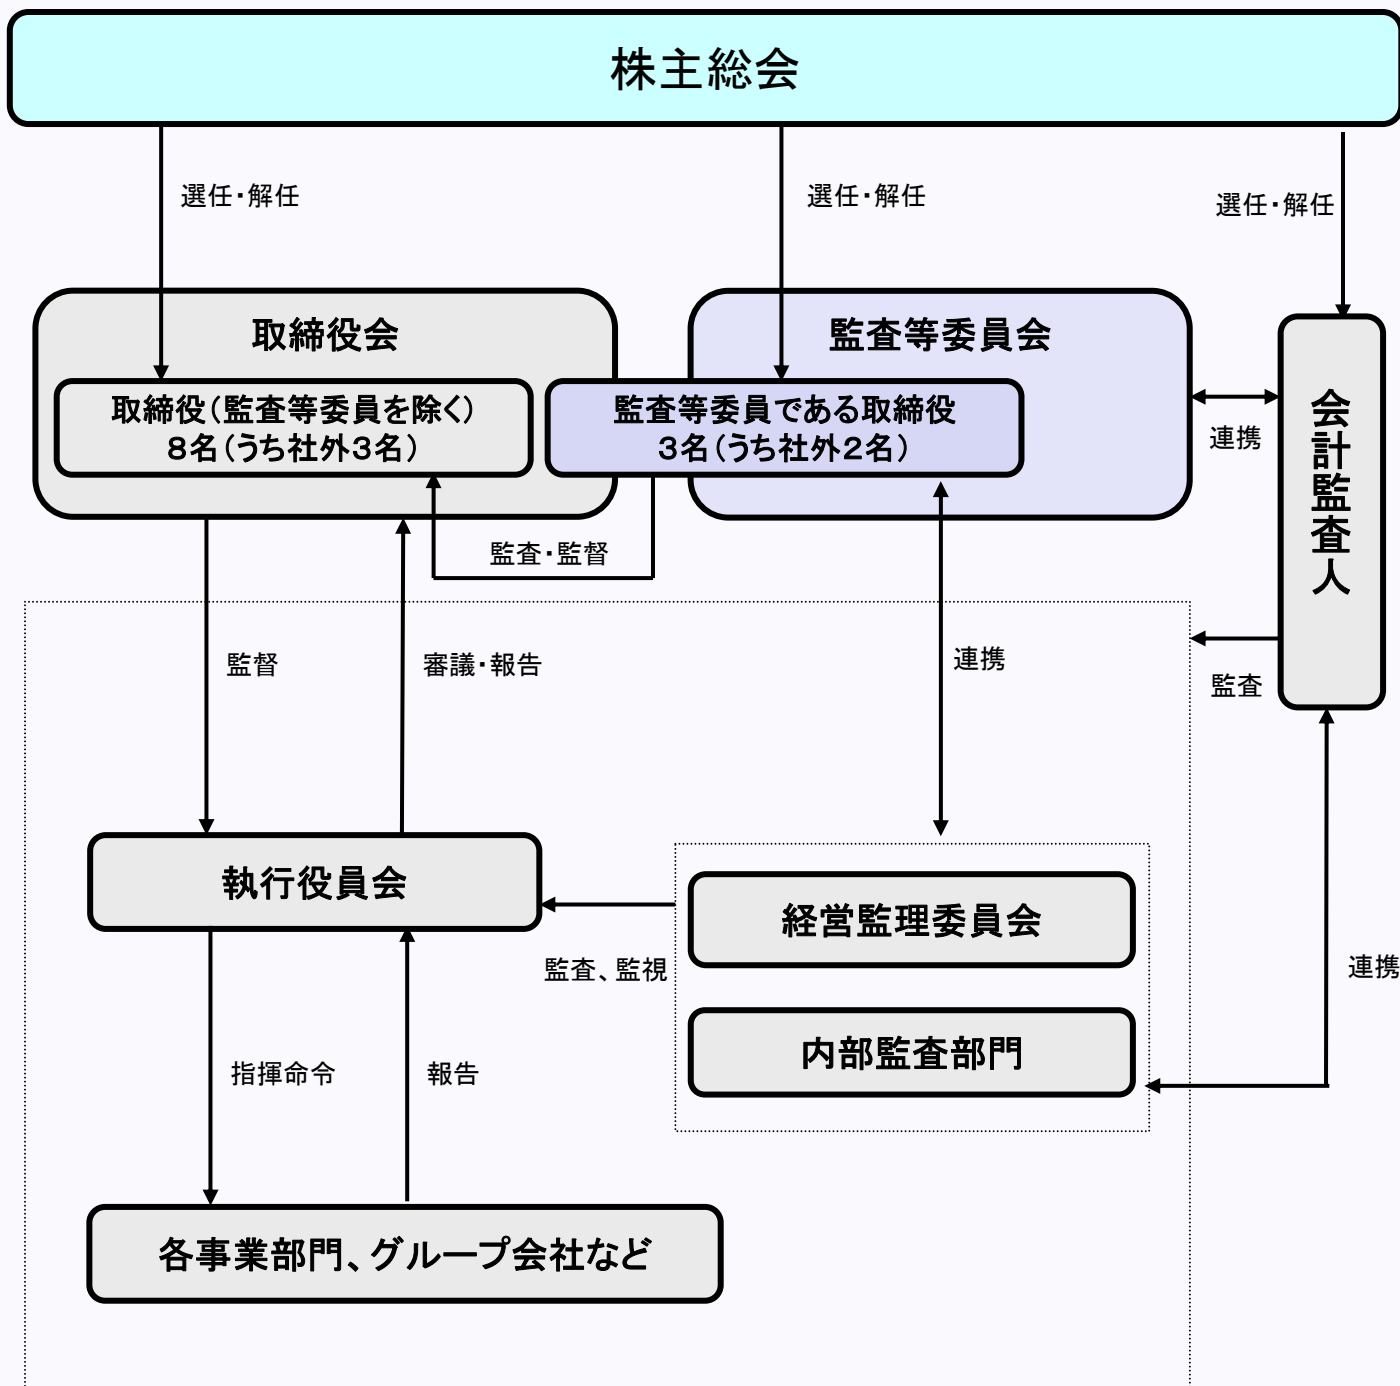 株主総会
選任・解任
選任・解任
選任・解任
取締役会
監査等委員会
取締役（監査等委員を除く）
8名（うち社外3名）
監査等委員である取締役
3名（うち社外2名）
連携
会計監査人
監査・監督
監督
審議・報告
連携
監査
執行役員会
経営監理委員会
監査、監視
連携
内部監査部門
指揮命令
報告
各事業部門、グループ会社など